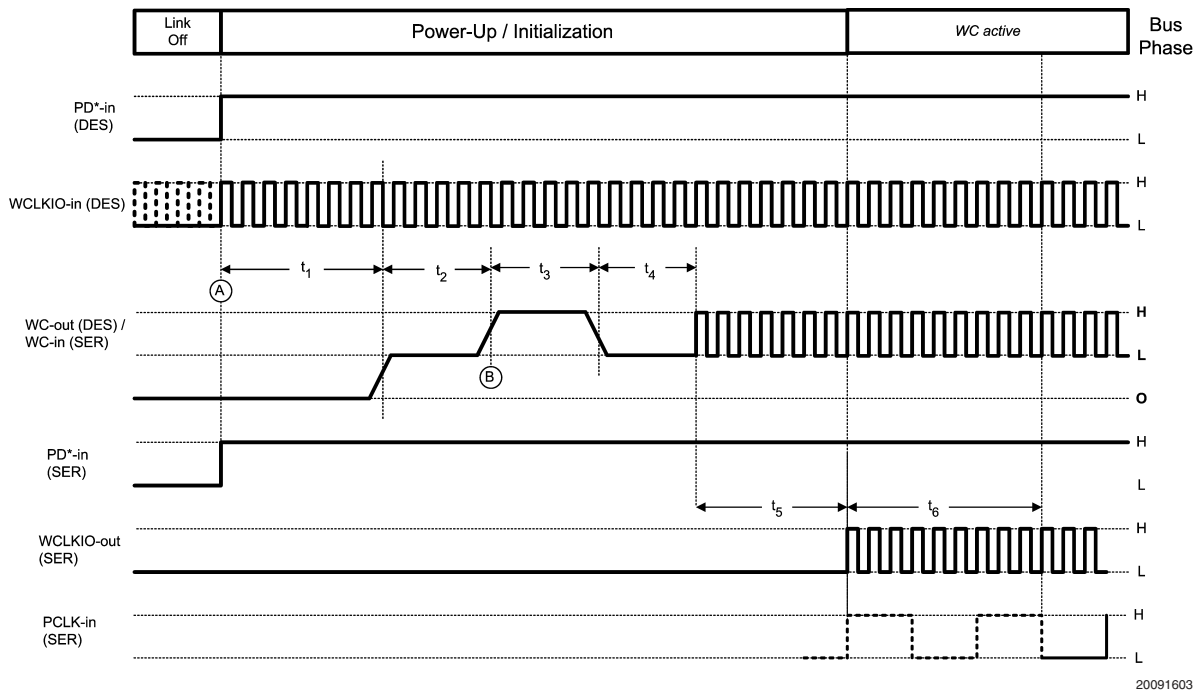 Link
Off
Power-Up / Initialization
WC active
Bus
Phase
PD*-in
(DES)
H
L
WCLKIO-in (DES)
H
L
t1
t2
t3
t4
A
WC-out (DES) /
WC-in (SER)
H
L
B
O
PD*-in
(SER)
H
L
t5
t6
WCLKIO-out
(SER)
H
L
PCLK-in
(SER)
H
L
20091603